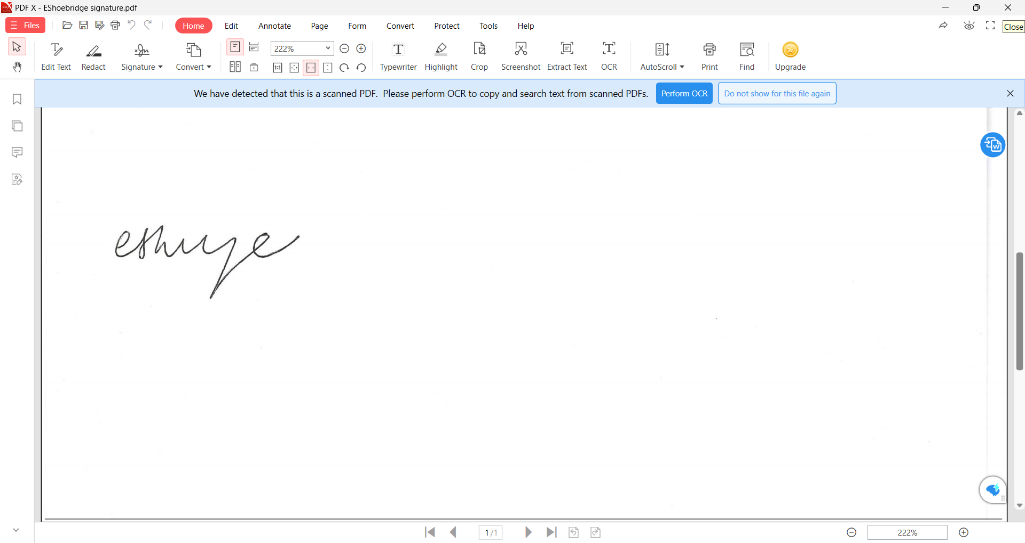 PDF X - EShoebridge signature.pdf
Files Home Edit Annotate Page Form Convert Protect Tools Help Close
222%
Edit Text Redact Signature Convert Typewriter Highlight Crop Screenshot Extract Text OCR AutoScroll Print Find Upgrade
We have detected that this is a scanned PDF. Please perform OCR to copy and search text from scanned PDFs. Perform OCR Do not show for this file again
1/1 222%